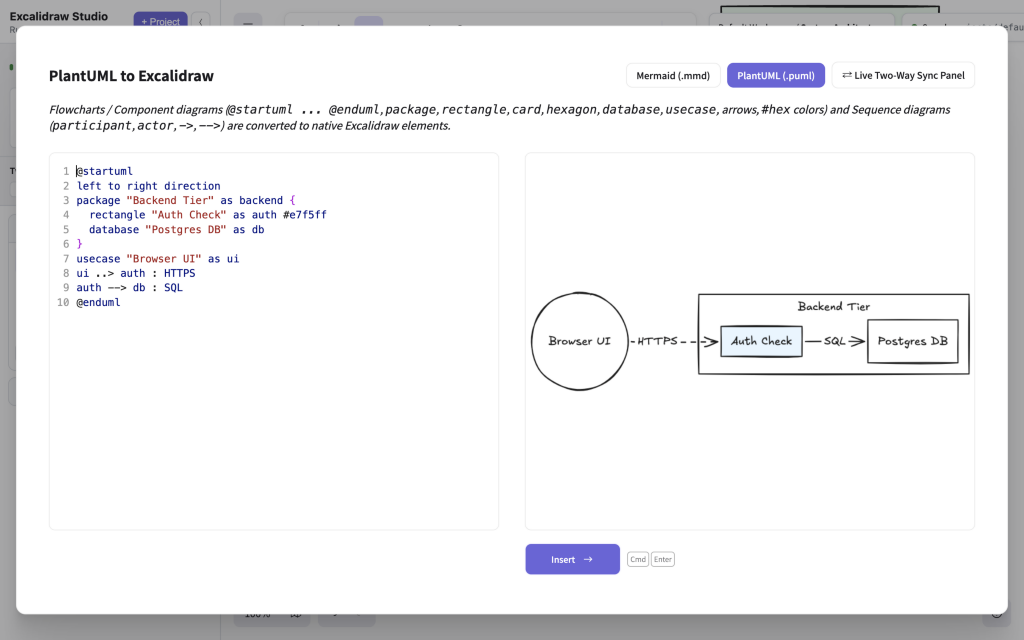 Excalidraw Studio
+ Project
PlantUML to Excalidraw
Mermaid (.mmd)
PlantUML (.puml)
⇄ Live Two-Way Sync Panel
Flowcharts / Component diagrams (@startuml ... @enduml, package, rectangle, card, hexagon, database, usecase, arrows, #hex colors) and Sequence diagrams
(participant, actor, ->, -->) are converted to native Excalidraw elements.
1 @startuml
2 left to right direction
3 package "Backend Tier" as backend {
4   rectangle "Auth Check" as auth #e7f5ff
5   database "Postgres DB" as db
6 }
7 usecase "Browser UI" as ui
8 ui ..> auth : HTTPS
9 auth --> db : SQL
10 @enduml
Backend Tier
Browser UI
HTTPS
Auth Check
SQL
Postgres DB
Insert →
Cmd Enter